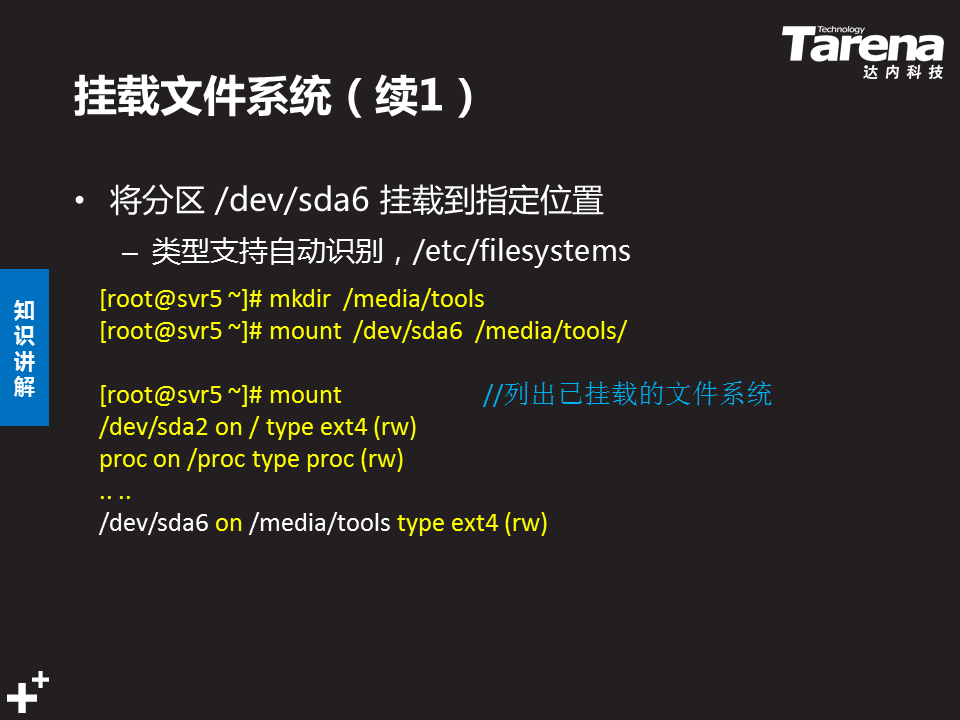 Technology
Tarena
达内科技
挂载文件系统（续1）
• 将分区 /dev/sda6 挂载到指定位置
– 类型支持自动识别，/etc/filesystems
知识讲解
[root@svr5 ~]# mkdir  /media/tools
[root@svr5 ~]# mount  /dev/sda6  /media/tools/
[root@svr5 ~]# mount //列出已挂载的文件系统
/dev/sda2 on / type ext4 (rw)
proc on /proc type proc (rw)
.. ..
/dev/sda6 on /media/tools type ext4 (rw)